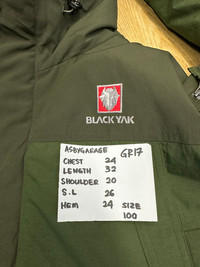 BLACKYAK
ASBYGARAGE GR17
CHEST 24
LENGTH 32
SHOULDER 20
S.L 26
HEM 24 SIZE
100